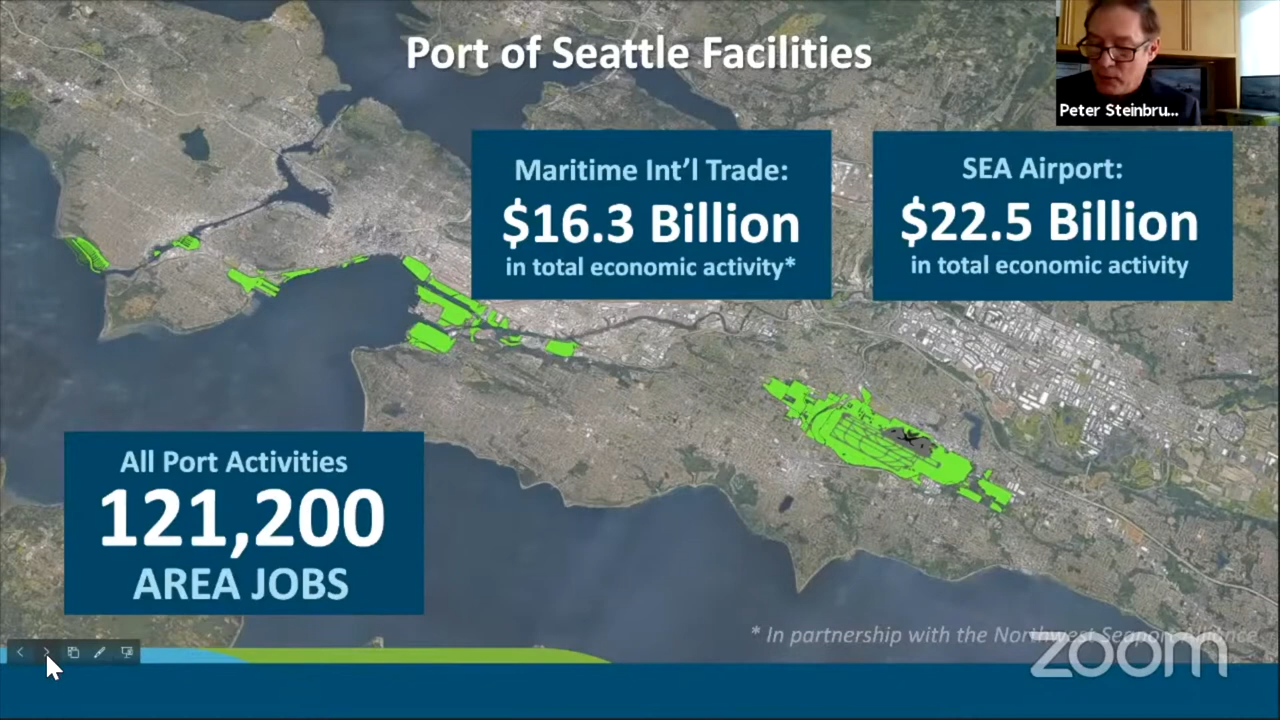 Port of Seattle Facilities
Peter Steinbru...
Maritime Int'l Trade:
$16.3 Billion
in total economic activity*
SEA Airport:
$22.5 Billion
in total economic activity
All Port Activities
121,200
AREA JOBS
* In partnership with the Northwest Seaport Alliance
zoom